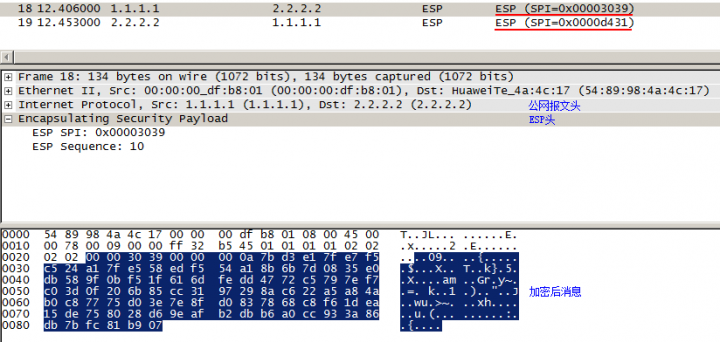 18 12.406000 1.1.1.1 2.2.2.2 ESP ESP (SPI=0x00003039)
19 12.453000 2.2.2.2 1.1.1.1 ESP ESP (SPI=0x0000d431)
Frame 18: 134 bytes on wire (1072 bits), 134 bytes captured (1072 bits)
Ethernet II, Src: 00:00:00_df:b8:01 (00:00:00:df:b8:01), Dst: HuaweiTe_4a:4c:17 (54:89:98:4a:4c:17)
Internet Protocol, Src: 1.1.1.1 (1.1.1.1), Dst: 2.2.2.2 (2.2.2.2) 公网报文头
Encapsulating Security Payload ESP头
ESP SPI: 0x00003039
ESP Sequence: 10
0000 54 89 98 4a 4c 17 00 00 00 df b8 01 08 00 45 00 T..JL... ......E.
0010 00 78 00 09 00 00 ff 32 b5 45 01 01 01 01 02 02 .x.....2 .E......
0020 02 02 00 00 30 39 00 00 00 0a 7b d3 e1 7f e7 f5 ....09.. ..{.....
0030 c5 24 a1 7f e5 58 ed f5 54 a1 8b 6b 7d 08 35 e0 .$...X.. T..k}.5.
0040 db 58 9f 0b f5 1f 61 6d fe dd 47 72 c5 79 7e f7 .X....am ..Gr.y~.
0050 c0 3d 0f 20 6b 85 cc 31 97 29 8a c6 22 a5 a8 4a .=. k..1 .).."..J
0060 b0 c8 77 75 d0 3e 7e 8f d0 83 78 68 c8 f6 1d ea ..wu.>~. ..xh....
0070 15 de 75 80 28 d6 9e af b2 db b6 a0 cc 93 3a 86 ..u.(... ......:.
0080 db 7b fc 81 b9 07 .{....
加密后消息